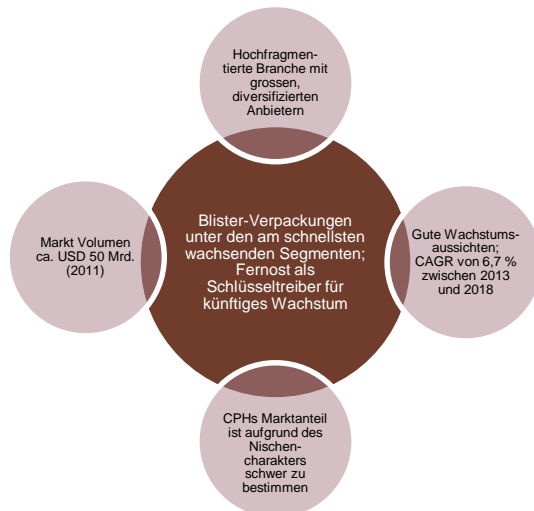 Hochfragmen-
tierte Branche mit
grossen,
diversifizierten
Anbietern
Blister-Verpackungen
unter den am schnellsten
wachsenden Segmenten;
Fernost als
Schlüsseltreiber für
künftiges Wachstum
Markt Volumen
ca. USD 50 Mrd.
(2011)
Gute Wachstums-
aussichten;
CAGR von 6,7 %
zwischen 2013
und 2018
CPHs Marktanteil
ist aufgrund des
Nischen-
charakters
schwer zu
bestimmen